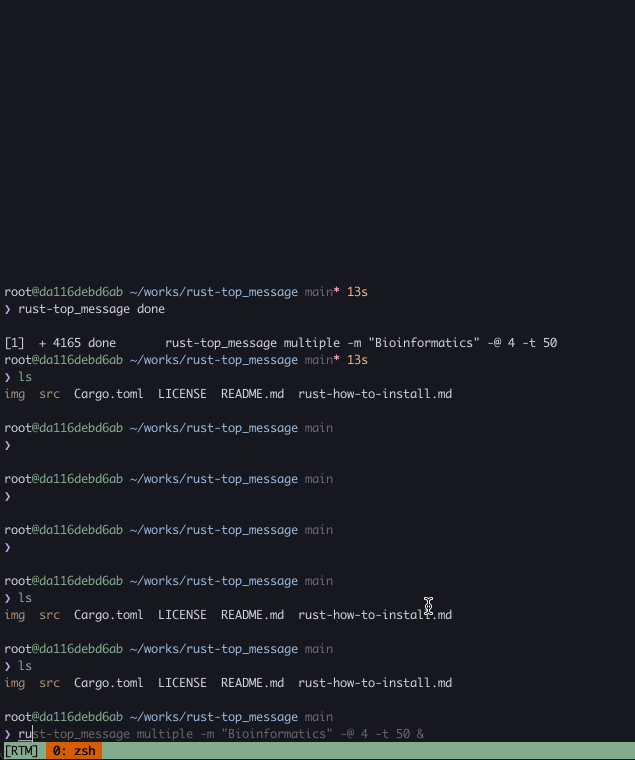 root@da116debd6ab ~/works/rust-top_message main* 13s
❯ rust-top_message done
[1]  + 4165 done       rust-top_message multiple -m "Bioinformatics" -@ 4 -t 50
root@da116debd6ab ~/works/rust-top_message main* 13s
❯ ls
img  src  Cargo.toml  LICENSE  README.md  rust-how-to-install.md
root@da116debd6ab ~/works/rust-top_message main
❯
root@da116debd6ab ~/works/rust-top_message main
❯
root@da116debd6ab ~/works/rust-top_message main
❯
root@da116debd6ab ~/works/rust-top_message main
❯ ls
img  src  Cargo.toml  LICENSE  README.md  rust-how-to-install.md
root@da116debd6ab ~/works/rust-top_message main
❯ ls
img  src  Cargo.toml  LICENSE  README.md  rust-how-to-install.md
root@da116debd6ab ~/works/rust-top_message main
❯ rust-top_message multiple -m "Bioinformatics" -@ 4 -t 50 &
[RTM] 0: zsh